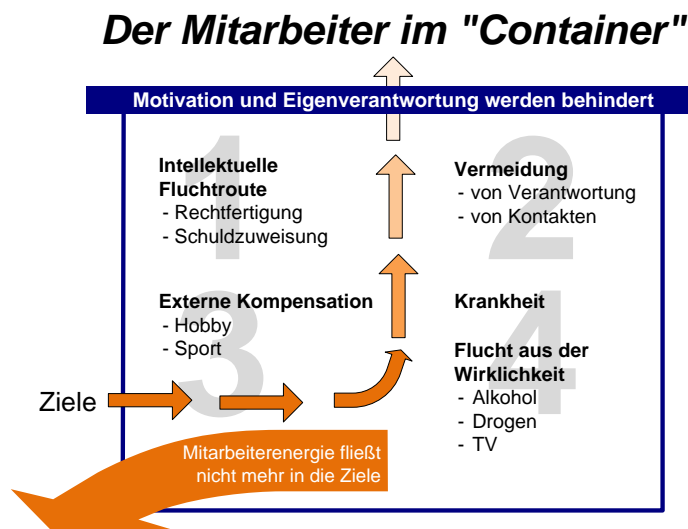 Der Mitarbeiter im "Container"
Motivation und Eigenverantwortung werden behindert
1
Intellektuelle
Fluchtroute
- Rechtfertigung
- Schuldzuweisung
2
Vermeidung
- von Verantwortung
- von Kontakten
3
Externe Kompensation
- Hobby
- Sport
4
Krankheit
Flucht aus der
Wirklichkeit
- Alkohol
- Drogen
- TV
Ziele
Mitarbeiterenergie fließt
nicht mehr in die Ziele